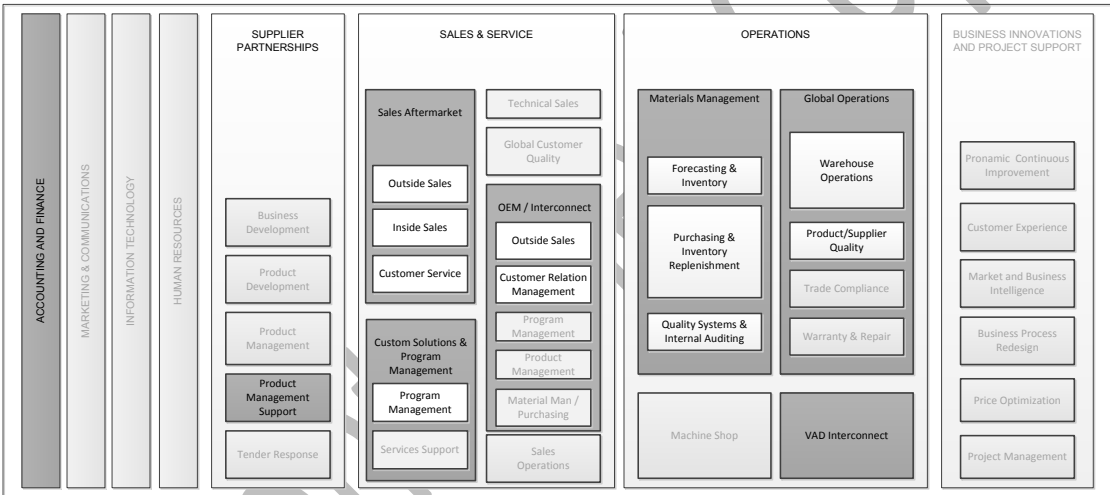 ACCOUNTING AND FINANCE
MARKETING & COMMUNICATIONS
INFORMATION TECHNOLOGY
HUMAN RESOURCES
SUPPLIER
PARTNERSHIPS
Business
Development
Product
Development
Product
Management
Product
Management
Support
Tender Response
SALES & SERVICE
Sales Aftermarket
Outside Sales
Inside Sales
Customer Service
Custom Solutions &
Program
Management
Program
Management
Services Support
Technical Sales
Global Customer
Quality
OEM / Interconnect
Outside Sales
Customer Relation
Management
Program
Management
Product
Management
Material Man /
Purchasing
Sales
Operations
OPERATIONS
Materials Management
Forecasting &
Inventory
Purchasing &
Inventory
Replenishment
Quality Systems &
Internal Auditing
Global Operations
Warehouse
Operations
Product/Supplier
Quality
Trade Compliance
Warranty & Repair
Machine Shop
VAD Interconnect
BUSINESS INNOVATIONS
AND PROJECT SUPPORT
Pronamic Continuous
Improvement
Customer Experience
Market and Business
Intelligence
Business Process
Redesign
Price Optimization
Project Management